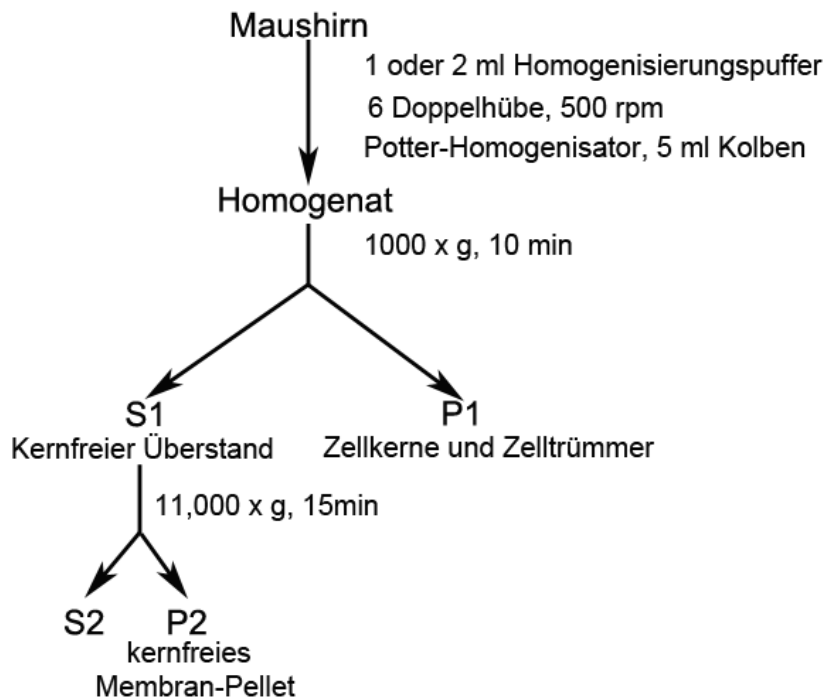 Maushirn
1 oder 2 ml Homogenisierungspuffer
6 Doppelhübe, 500 rpm
Potter-Homogenisator, 5 ml Kolben
Homogenat
1000 x g, 10 min
S1
Kernfreier Überstand
P1
Zellkerne und Zelltrümmer
11,000 x g, 15min
S2
P2
kernfreies
Membran-Pellet